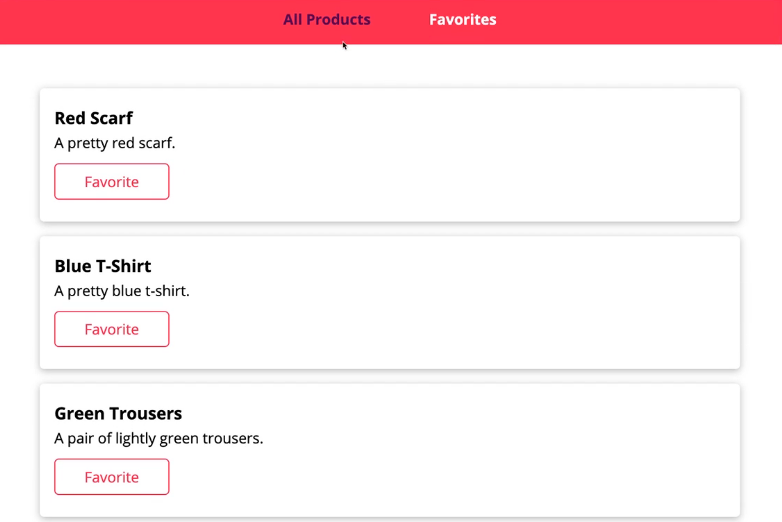 All Products Favorites
Red Scarf
A pretty red scarf.
Favorite
Blue T-Shirt
A pretty blue t-shirt.
Favorite
Green Trousers
A pair of lightly green trousers.
Favorite